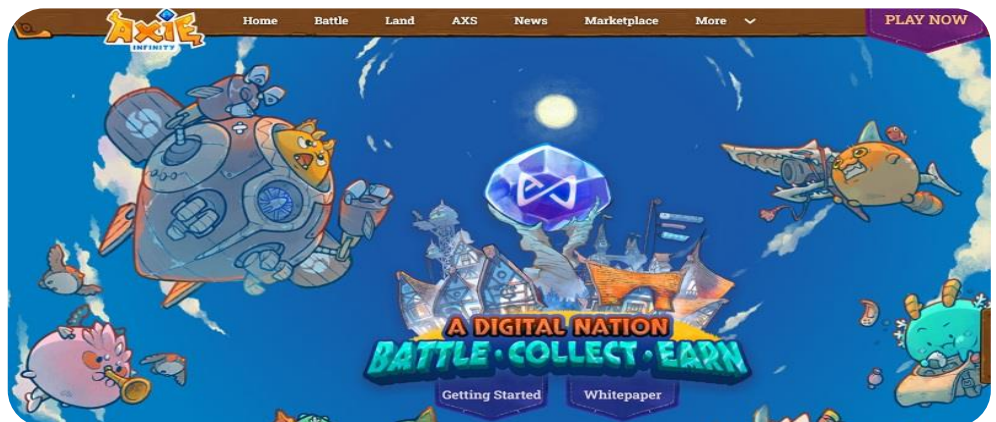 AXIE
INFINITY
Home Battle Land AXS News Marketplace More
PLAY NOW
A DIGITAL NATION
BATTLE · COLLECT · EARN
Getting Started Whitepaper